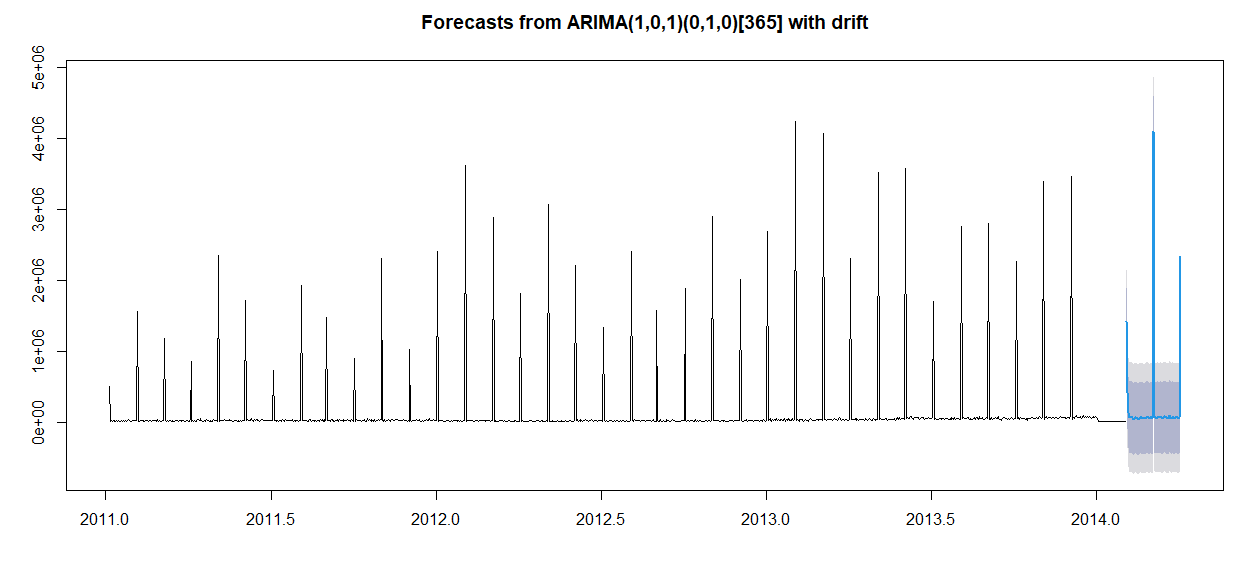 Forecasts from ARIMA(1,0,1)(0,1,0)[365] with drift
5e+06
4e+06
3e+06
2e+06
1e+06
0e+00
2011.0 2011.5 2012.0 2012.5 2013.0 2013.5 2014.0